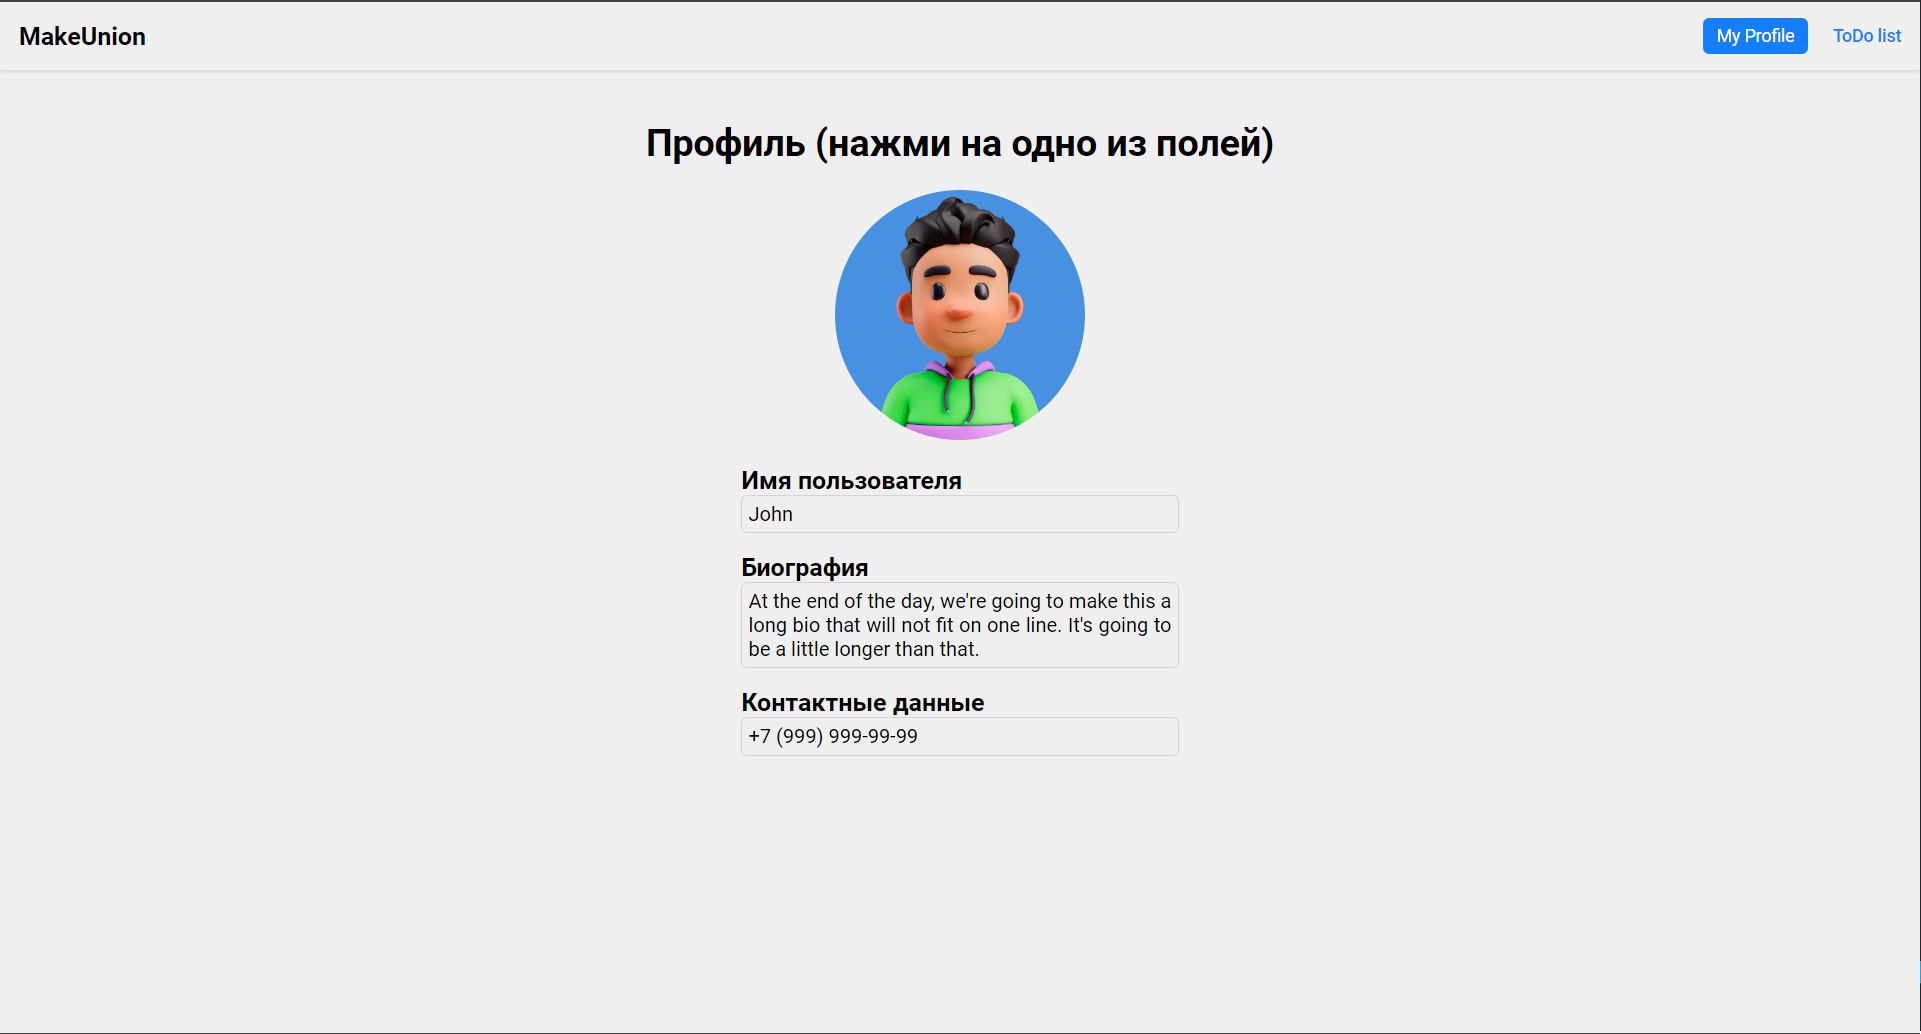 MakeUnion
My Profile
ToDo list
Профиль (нажми на одно из полей)
Имя пользователя
John
Биография
At the end of the day, we're going to make this a
long bio that will not fit on one line. It's going to
be a little longer than that.
Контактные данные
+7 (999) 999-99-99